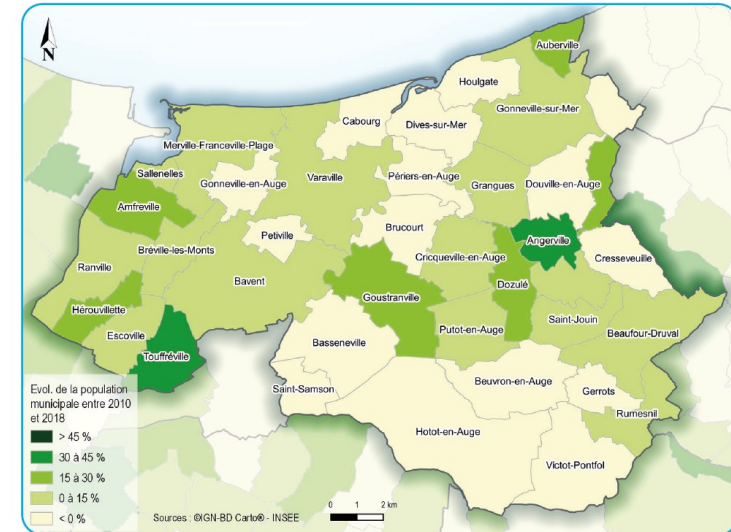 N
Auberville
Houlgate
Gonneville-sur-Mer
Cabourg
Dives-sur-Mer
Merville-Franceville-Plage
Sallenelles
Gonneville-en-Auge
Varaville
Périers-en-Auge
Grangues
Douville-en-Auge
Amfreville
Petiville
Brucourt
Angerville
Bréville-les-Monts
Cricqueville-en-Auge
Cresseveuille
Ranville
Bavent
Goustranville
Dozulé
Hérouvillette
Escoville
Putot-en-Auge
Saint-Jouin
Beaufour-Druval
Touffréville
Basseneville
Beuvron-en-Auge
Saint-Samson
Gerrots
Rumesnil
Hotot-en-Auge
Victot-Pontfol
Evol. de la population
municipale entre 2010
et 2018
> 45 %
30 à 45 %
15 à 30 %
0 à 15 %
< 0 %
Sources : ©IGN-BD Carto® - INSEE
0 1 2 km